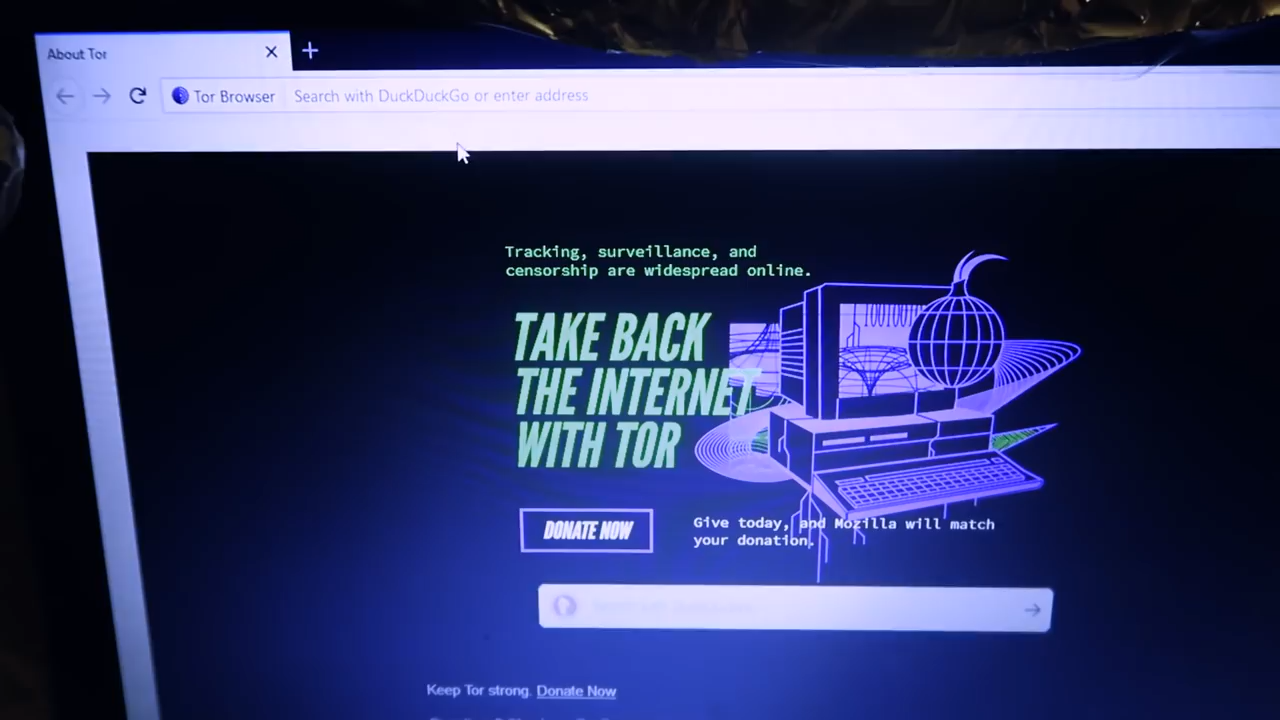 About Tor
Tor Browser
Search with DuckDuckGo or enter address
Tracking, surveillance, and
censorship are widespread online.
TAKE BACK
THE INTERNET
WITH TOR
DONATE NOW
Give today, and Mozilla will match
your donation.
Keep Tor strong. Donate Now